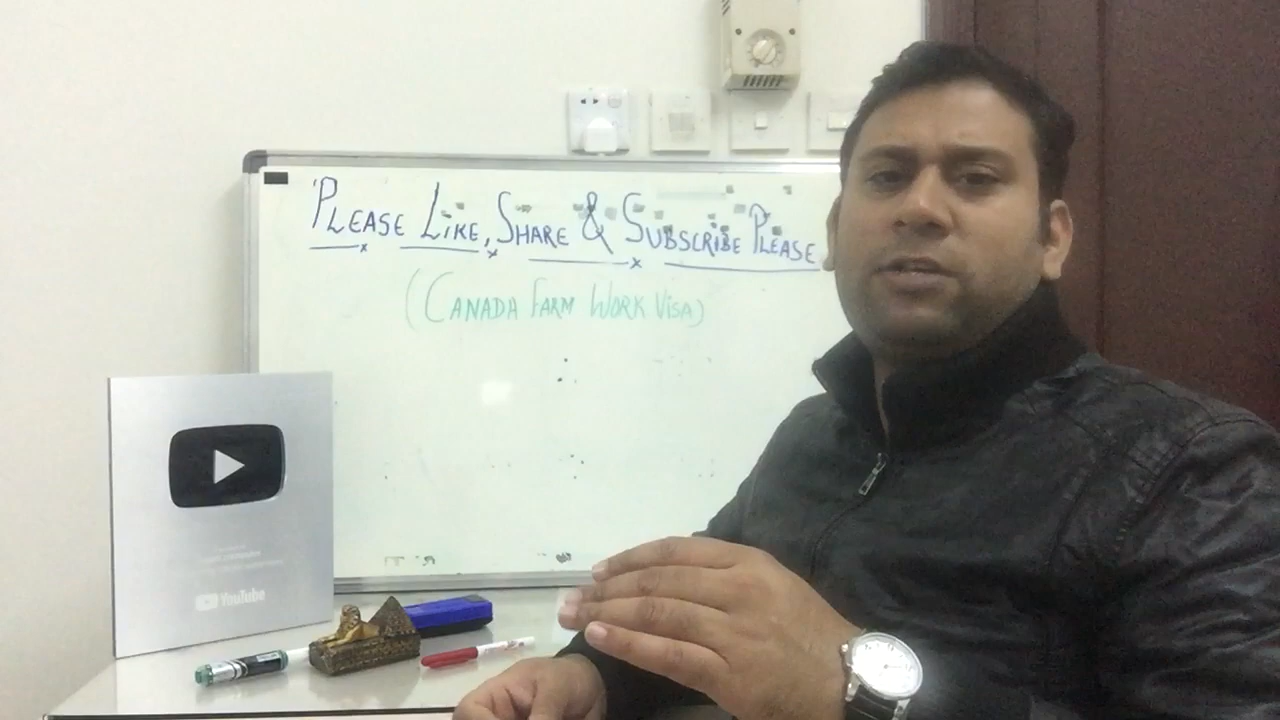 PLEASE LIKE, SHARE & SUBSCRIBE PLEASE
(CANADA FARM WORK VISA)
YouTube